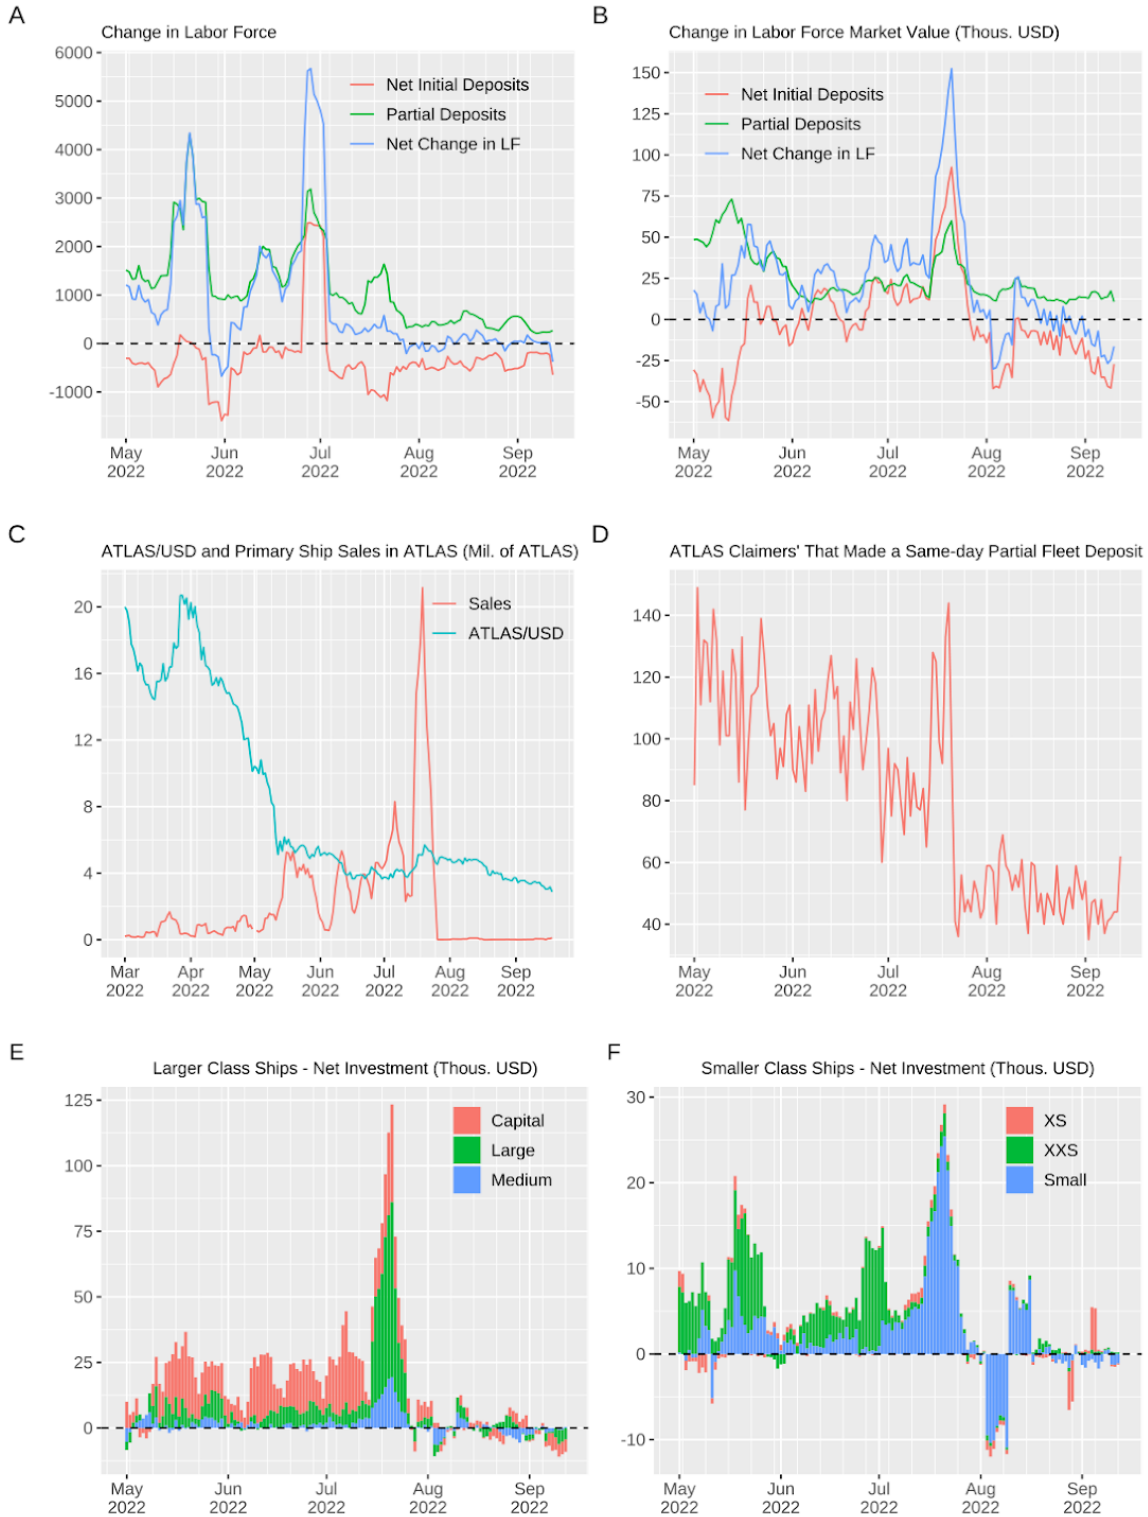 A
Change in Labor Force
6000
5000
4000
3000
2000
1000
0
-1000
Net Initial Deposits
Partial Deposits
Net Change in LF
May Jun Jul Aug Sep
2022 2022 2022 2022 2022
B
Change in Labor Force Market Value (Thous. USD)
150
125
100
75
50
25
0
-25
-50
Net Initial Deposits
Partial Deposits
Net Change in LF
May Jun Jul Aug Sep
2022 2022 2022 2022 2022
C
ATLAS/USD and Primary Ship Sales in ATLAS (Mil. of ATLAS)
20
16
12
8
4
0
Sales
ATLAS/USD
Mar Apr May Jun Jul Aug Sep
2022 2022 2022 2022 2022 2022 2022
D
ATLAS Claimers' That Made a Same-day Partial Fleet Deposit
140
120
100
80
60
40
May Jun Jul Aug Sep
2022 2022 2022 2022 2022
E
Larger Class Ships - Net Investment (Thous. USD)
125
100
75
50
25
0
Capital
Large
Medium
May Jun Jul Aug Sep
2022 2022 2022 2022 2022
F
Smaller Class Ships - Net Investment (Thous. USD)
30
20
10
0
-10
XS
XXS
Small
May Jun Jul Aug Sep
2022 2022 2022 2022 2022